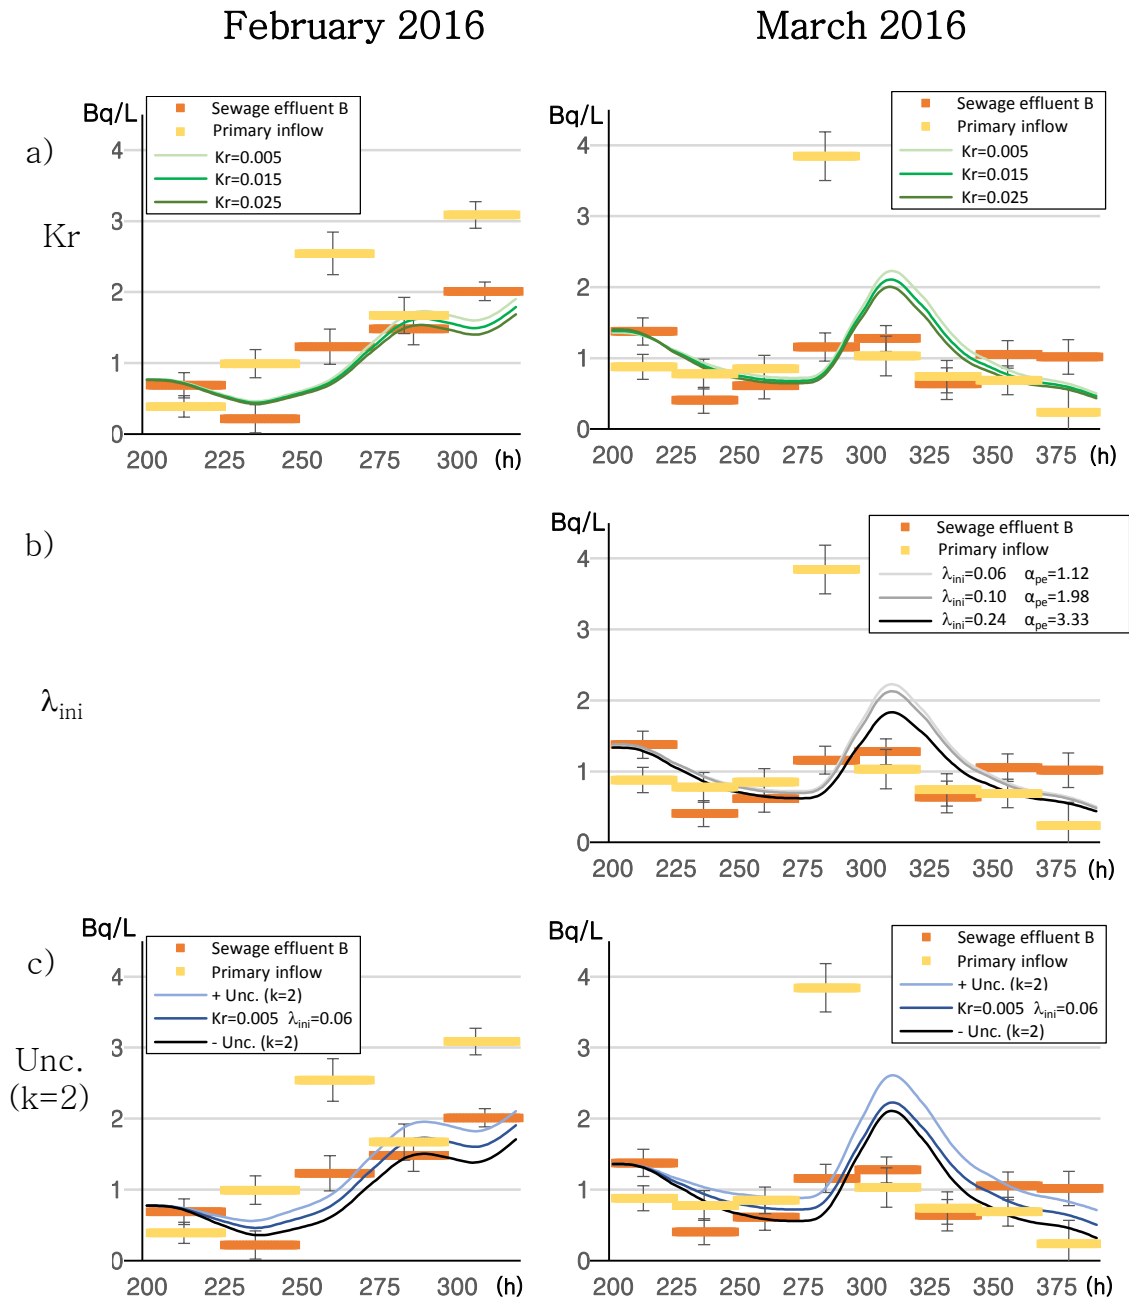 February 2016
March 2016
a)
Kr
Bq/L
Sewage effluent B
Primary inflow
Kr=0.005
Kr=0.015
Kr=0.025
4
3
2
1
0
200 225 250 275 300 (h)
Bq/L
Sewage effluent B
Primary inflow
Kr=0.005
Kr=0.015
Kr=0.025
4
3
2
1
0
200 225 250 275 300 325 350 375 (h)
b)
λini
Bq/L
Sewage effluent B
Primary inflow
λini=0.06 αpe=1.12
λini=0.10 αpe=1.98
λini=0.24 αpe=3.33
4
3
2
1
0
200 225 250 275 300 325 350 375 (h)
c)
Unc.
(k=2)
Bq/L
Sewage effluent B
Primary inflow
+ Unc. (k=2)
Kr=0.005 λini=0.06
- Unc. (k=2)
4
3
2
1
0
200 225 250 275 300 (h)
Bq/L
Sewage effluent B
Primary inflow
+ Unc. (k=2)
Kr=0.005 λini=0.06
- Unc. (k=2)
4
3
2
1
0
200 225 250 275 300 325 350 375 (h)